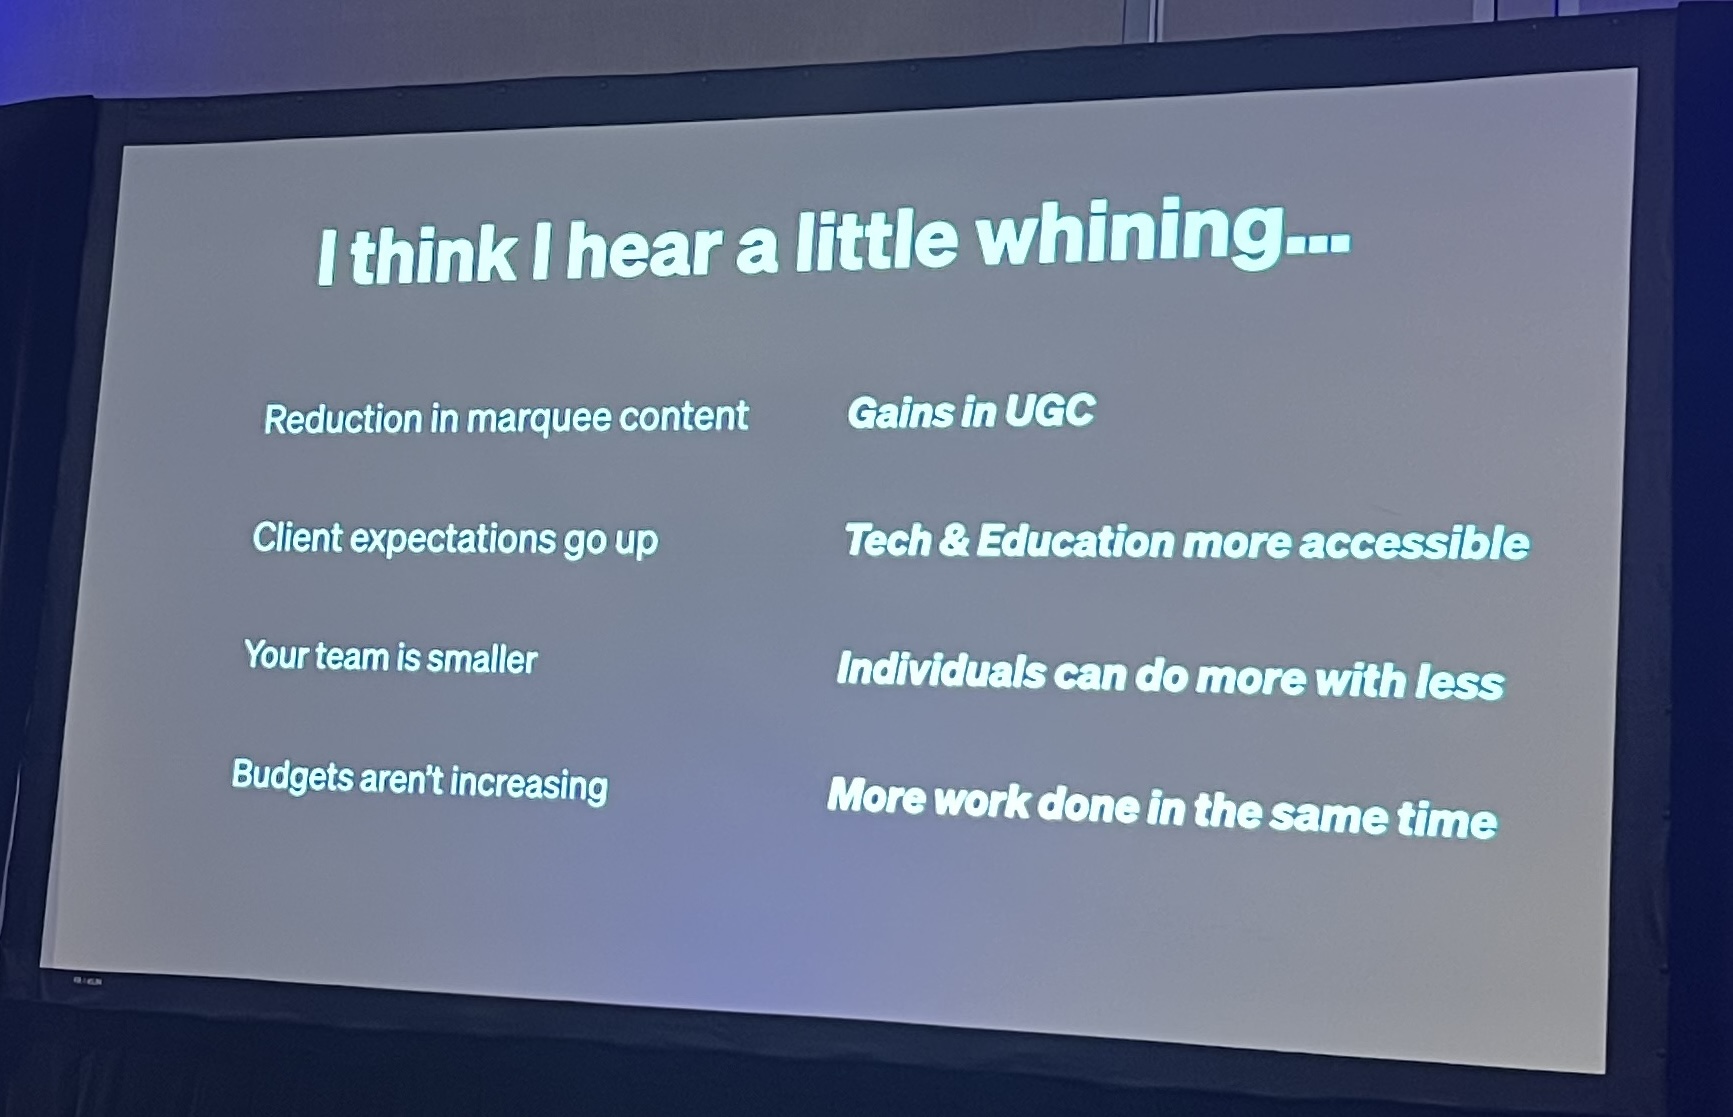 I think I hear a little whining...
Reduction in marquee content
Gains in UGC
Client expectations go up
Tech & Education more accessible
Your team is smaller
Individuals can do more with less
Budgets aren't increasing
More work done in the same time